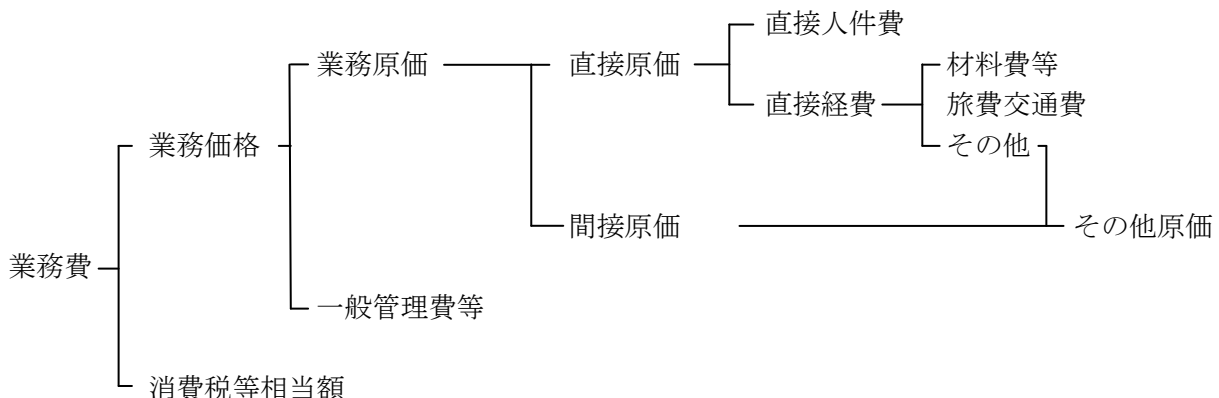 直接人件費
業務原価 直接原価 材料費等
直接経費 旅費交通費
業務価格 その他
間接原価 その他原価
業務費
一般管理費等
消費税等相当額